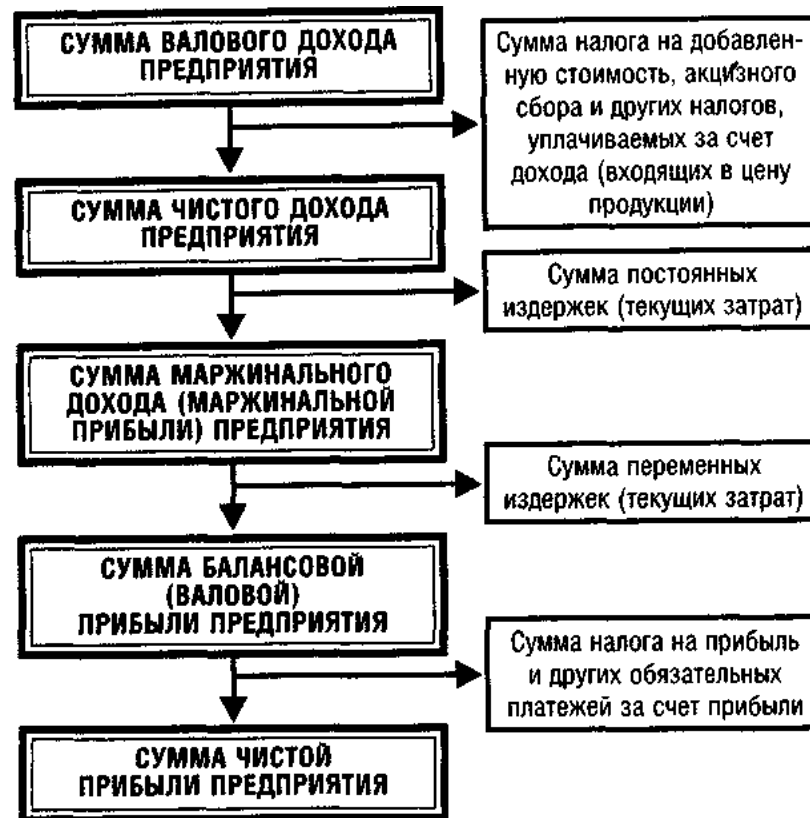 СУММА ВАЛОВОГО ДОХОДА
ПРЕДПРИЯТИЯ
Сумма налога на добавлен-
ную стоимость, акцизного
сбора и других налогов,
уплачиваемых за счет
дохода (входящих в цену
продукции)
СУММА ЧИСТОГО ДОХОДА
ПРЕДПРИЯТИЯ
Сумма постоянных
издержек (текущих затрат)
СУММА МАРЖИНАЛЬНОГО
ДОХОДА (МАРЖИНАЛЬНОЙ
ПРИБЫЛИ) ПРЕДПРИЯТИЯ
Сумма переменных
издержек (текущих затрат)
СУММА БАЛАНСОВОЙ
(ВАЛОВОЙ)
ПРИБЫЛИ ПРЕДПРИЯТИЯ
Сумма налога на прибыль
и других обязательных
платежей за счет прибыли
СУММА ЧИСТОЙ
ПРИБЫЛИ ПРЕДПРИЯТИЯ